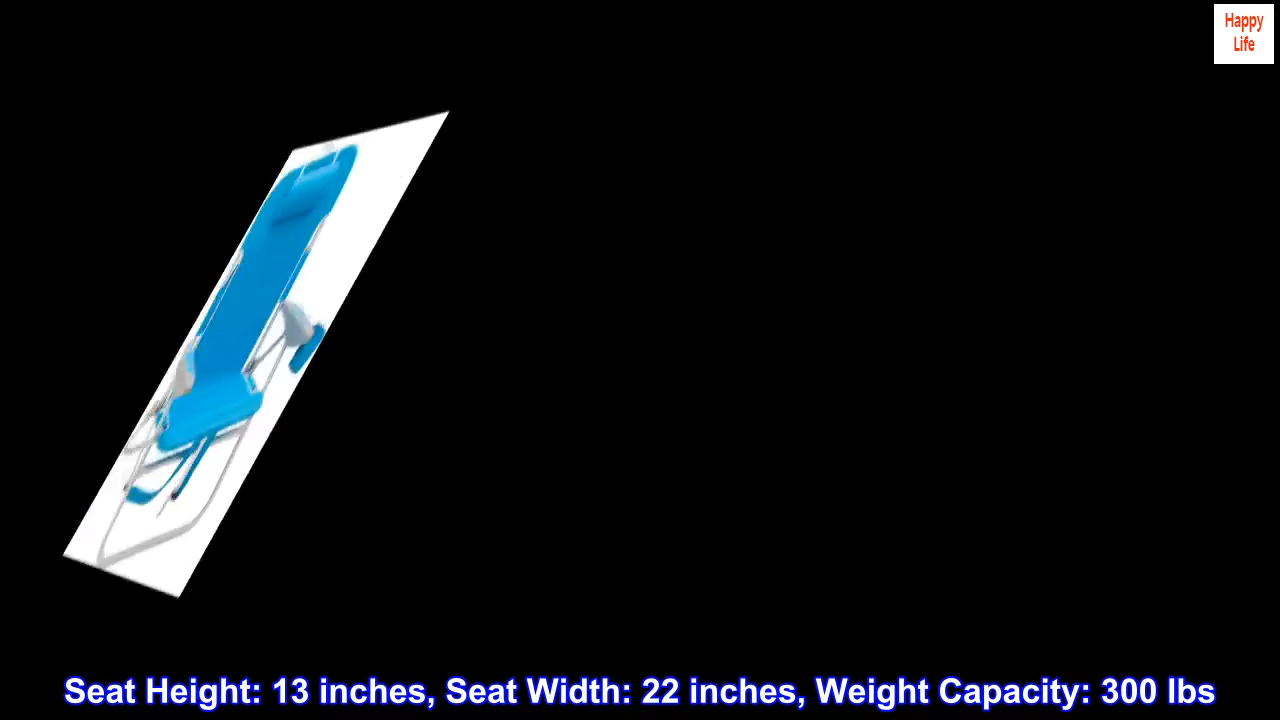 Happy
Life
Seat Height: 13 inches, Seat Width: 22 inches, Weight Capacity: 300 lbs